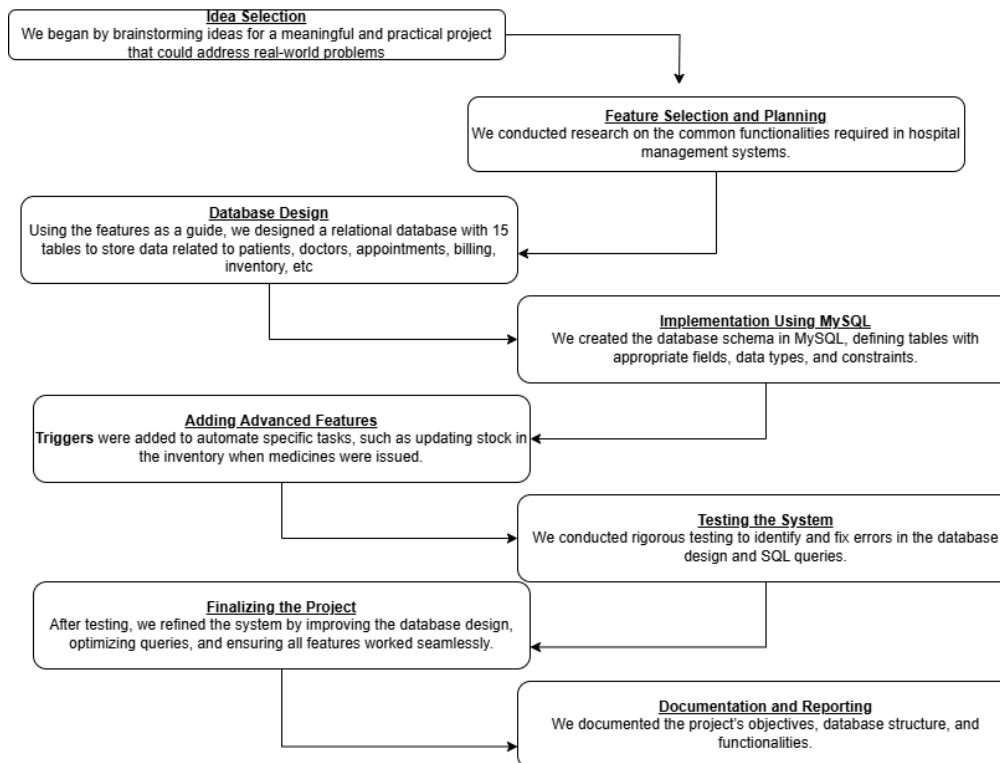 Idea Selection
We began by brainstorming ideas for a meaningful and practical project
that could address real-world problems
Feature Selection and Planning
We conducted research on the common functionalities required in hospital
management systems.
Database Design
Using the features as a guide, we designed a relational database with 15
tables to store data related to patients, doctors, appointments, billing,
inventory, etc
Implementation Using MySQL
We created the database schema in MySQL, defining tables with
appropriate fields, data types, and constraints.
Adding Advanced Features
Triggers were added to automate specific tasks, such as updating stock in
the inventory when medicines were issued.
Testing the System
We conducted rigorous testing to identify and fix errors in the database
design and SQL queries.
Finalizing the Project
After testing, we refined the system by improving the database design,
optimizing queries, and ensuring all features worked seamlessly.
Documentation and Reporting
We documented the project's objectives, database structure, and
functionalities.